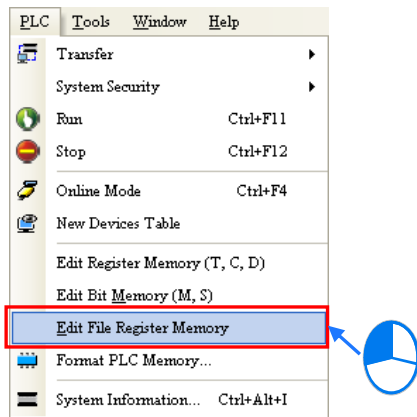 PLC Tools Window Help
Transfer
System Security
Run Ctrl+F11
Stop Ctrl+F12
Online Mode Ctrl+F4
New Devices Table
Edit Register Memory (T, C, D)
Edit Bit Memory (M, S)
Edit File Register Memory
Format PLC Memory...
System Information... Ctrl+Alt+I